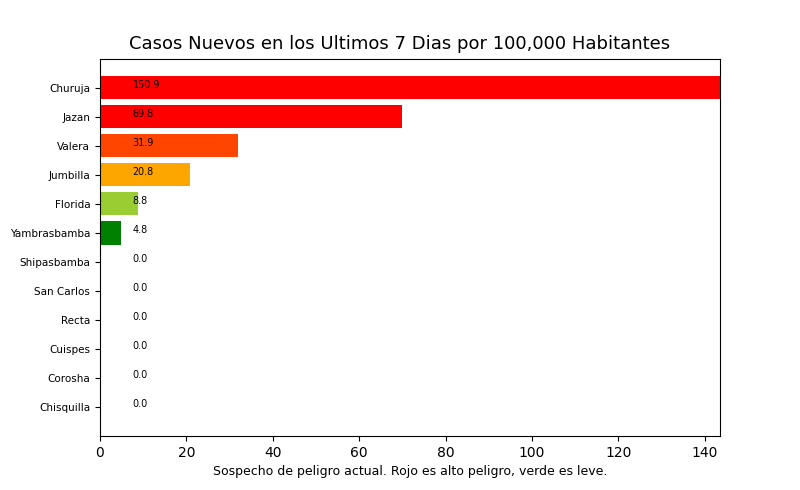 Casos Nuevos en los Ultimos 7 Dias por 100,000 Habitantes
Churuja 150.9
Jazan 69.8
Valera 31.9
Jumbilla 20.8
Florida 8.8
Yambrasbamba 4.8
Shipasbamba 0.0
San Carlos 0.0
Recta 0.0
Cuispes 0.0
Corosha 0.0
Chisquilla 0.0
0 20 40 60 80 100 120 140
Sospecho de peligro actual. Rojo es alto peligro, verde es leve.